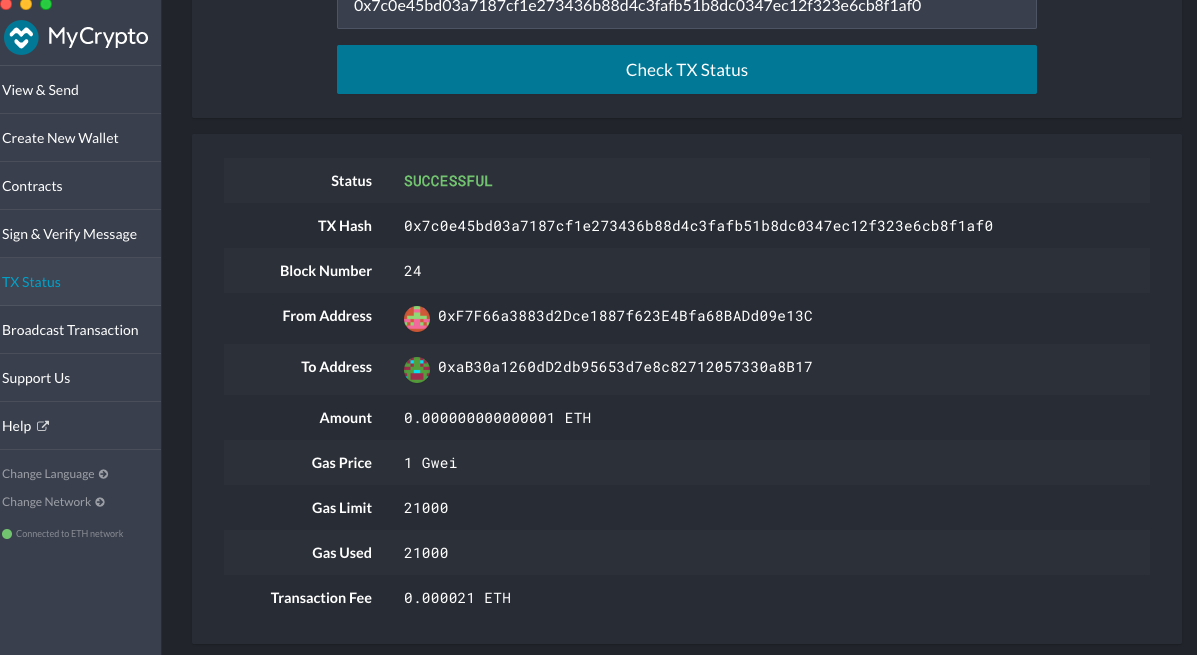 0x7c0e45bd03a7187cf1e273436b88d4c3fafb51b8dc0347ec12f323e6cb8f1af0
MyCrypto
Check TX Status
View & Send
Create New Wallet
Contracts
Sign & Verify Message
TX Status
Broadcast Transaction
Support Us
Help
Change Language
Change Network
Connected to ETH network
Status SUCCESSFUL
TX Hash 0x7c0e45bd03a7187cf1e273436b88d4c3fafb51b8dc0347ec12f323e6cb8f1af0
Block Number 24
From Address 0xF7F66a3883d2Dce1887f623E4Bfa68BADd09e13C
To Address 0xaB30a1260dD2db95653d7e8c82712057330a8B17
Amount 0.000000000000001 ETH
Gas Price 1 Gwei
Gas Limit 21000
Gas Used 21000
Transaction Fee 0.000021 ETH